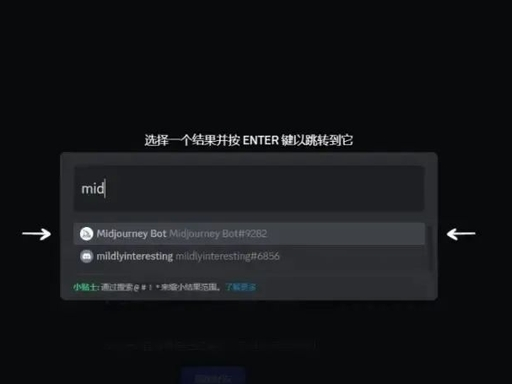 选择一个结果并按 ENTER 键以跳转到它
mid
Midjourney Bot Midjourney Bot#9282
mildlyinteresting mildlyinteresting#6856
小贴士: 通过搜索 @ # ! * 来缩小结果范围。 了解更多